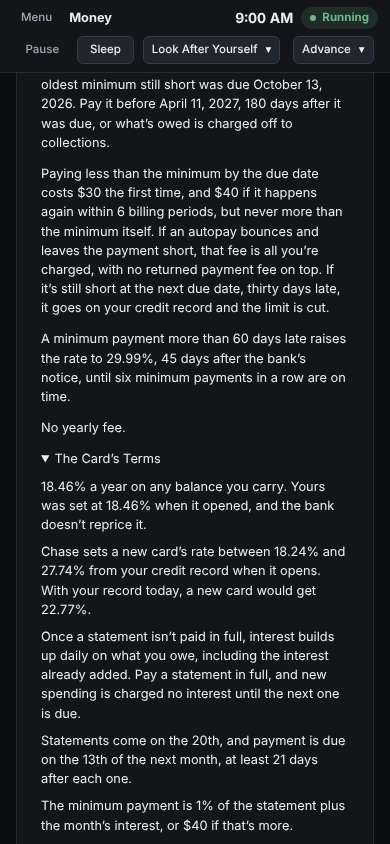 Menu Money 9:00 AM Running
Pause Sleep Look After Yourself ▼ Advance ▼
oldest minimum still short was due October 13,
2026. Pay it before April 11, 2027, 180 days after it
was due, or what’s owed is charged off to
collections.
Paying less than the minimum by the due date
costs $30 the first time, and $40 if it happens
again within 6 billing periods, but never more than
the minimum itself. If an autopay bounces and
leaves the payment short, that fee is all you’re
charged, with no returned payment fee on top. If
it’s still short at the next due date, thirty days late,
it goes on your credit record and the limit is cut.
A minimum payment more than 60 days late raises
the rate to 29.99%, 45 days after the bank’s
notice, until six minimum payments in a row are on
time.
No yearly fee.
▼ The Card’s Terms
18.46% a year on any balance you carry. Yours
was set at 18.46% when it opened, and the bank
doesn’t reprice it.
Chase sets a new card’s rate between 18.24% and
27.74% from your credit record when it opens.
With your record today, a new card would get
22.77%.
Once a statement isn’t paid in full, interest builds
up daily on what you owe, including the interest
already added. Pay a statement in full, and new
spending is charged no interest until the next one
is due.
Statements come on the 20th, and payment is due
on the 13th of the next month, at least 21 days
after each one.
The minimum payment is 1% of the statement plus
the month’s interest, or $40 if that’s more.